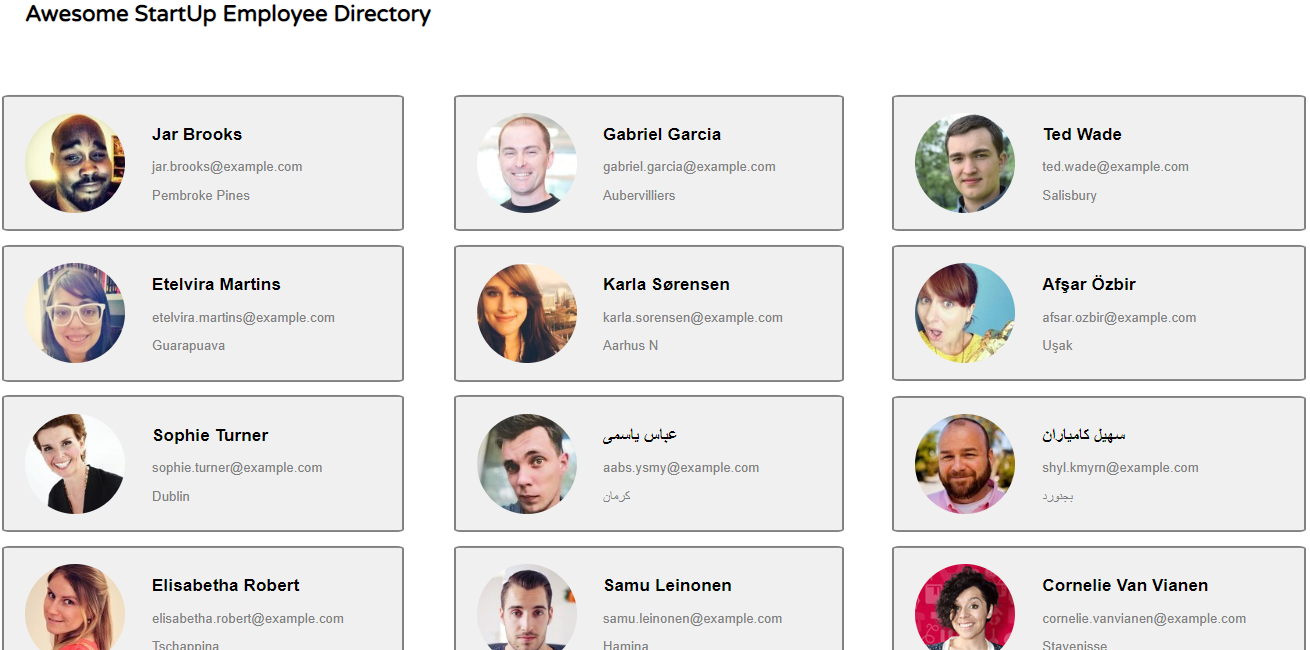 Awesome StartUp Employee Directory
Jar Brooks
jar.brooks@example.com
Pembroke Pines
Gabriel Garcia
gabriel.garcia@example.com
Aubervilliers
Ted Wade
ted.wade@example.com
Salisbury
Etelvira Martins
etelvira.martins@example.com
Guarapuava
Karla Sørensen
karla.sorensen@example.com
Aarhus N
Afşar Özbir
afsar.ozbir@example.com
Uşak
Sophie Turner
sophie.turner@example.com
Dublin
عباس یاسمی
aabs.ysmy@example.com
کرمان
سهیل کامیاران
shyl.kmyrn@example.com
بجنورد
Elisabetha Robert
elisabetha.robert@example.com
Tschappina
Samu Leinonen
samu.leinonen@example.com
Hamina
Cornelie Van Vianen
cornelie.vanvianen@example.com
Stavenisse